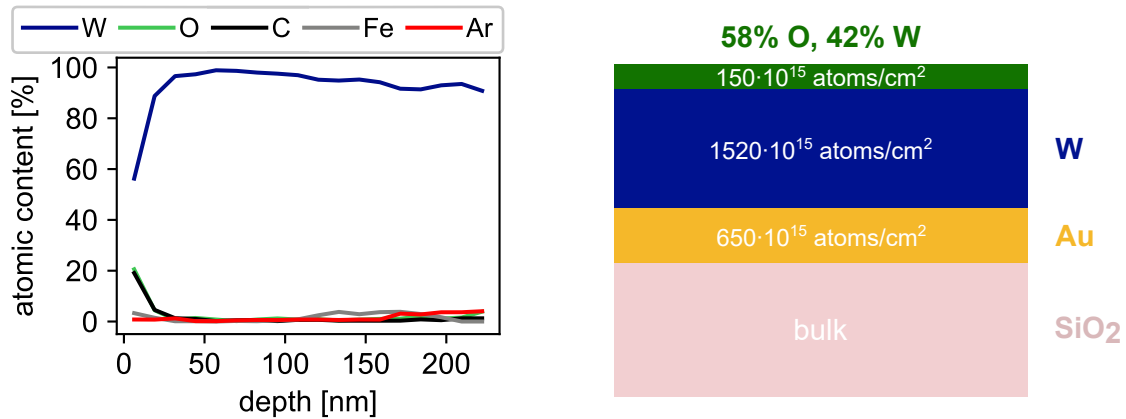 W O C Fe Ar
atomic content [%]
100
80
60
40
20
0
0 50 100 150 200
depth [nm]
58% O, 42% W
150·10¹⁵ atoms/cm²
1520·10¹⁵ atoms/cm² W
650·10¹⁵ atoms/cm² Au
bulk SiO₂